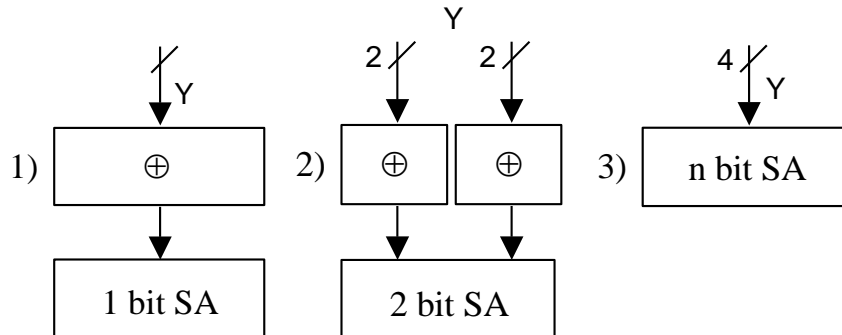 Y
2 2 4
Y Y
1) ⊕ 2) ⊕ ⊕ 3) n bit SA
1 bit SA 2 bit SA